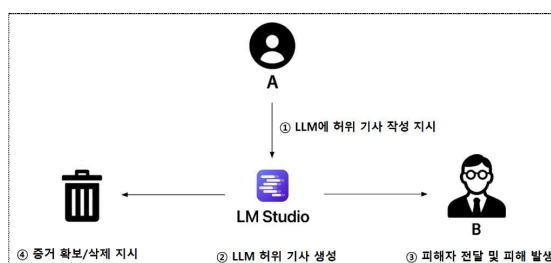 A
① LLM에 허위 기사 작성 지시
LM Studio
B
④ 증거 확보/삭제 지시
② LLM 허위 기사 생성
③ 피해자 전달 및 피해 발생